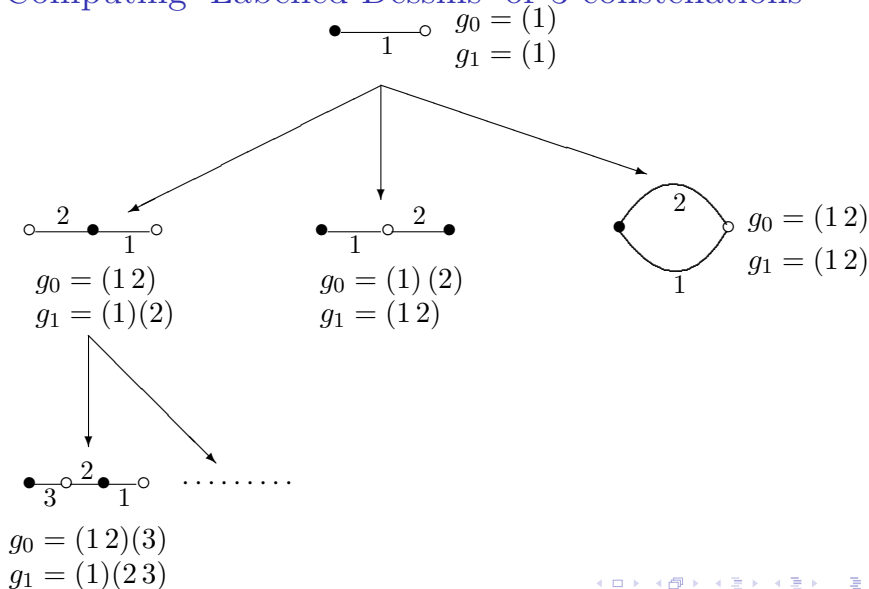 Computing Labelled Dessins of 3 constellations
g₀ = (1)
1
g₁ = (1)
2
1
g₀ = (1 2)
g₁ = (1)(2)
1
2
g₀ = (1) (2)
g₁ = (1 2)
2
1
g₀ = (1 2)
g₁ = (1 2)
3
2
1
.........
g₀ = (1 2)(3)
g₁ = (1)(2 3)